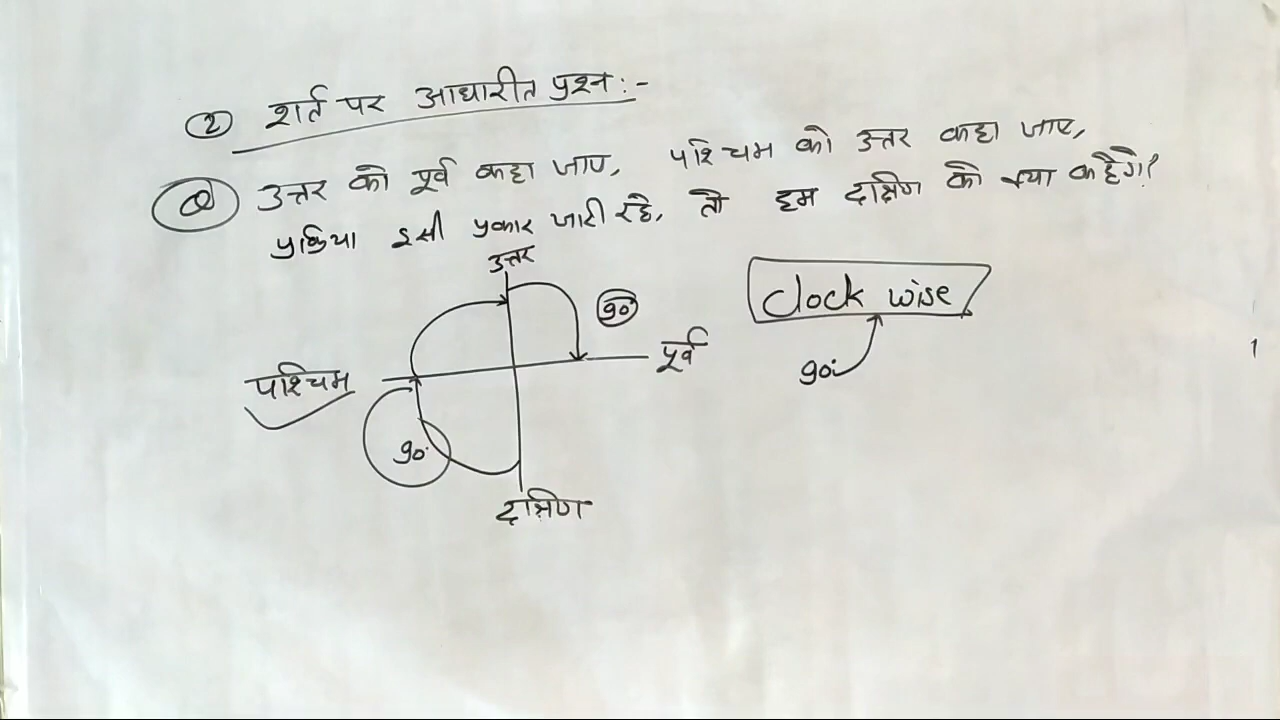 ② शर्त पर आधारीत प्रश्न :-
Q उत्तर को पूर्व कहा जाए, पश्चिम को उत्तर कहा जाए,
प्रक्रिया इसी प्रकार जारी रहे, तो हम दक्षिण को क्या कहेंगे?
उत्तर
90°
Clock wise
पूर्व
90°
पश्चिम
90°
दक्षिण